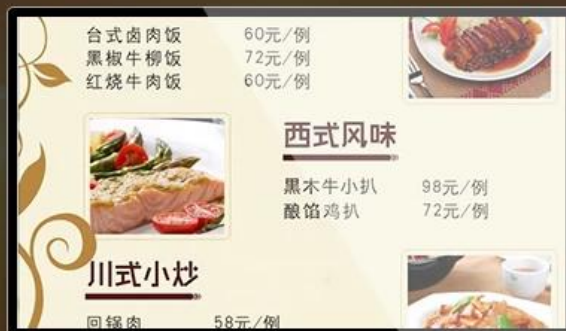 台式卤肉饭 60元/例
黑椒牛柳饭 72元/例
红烧牛肉饭 60元/例
西式风味
黑木牛小扒 98元/例
酿馅鸡扒 72元/例
川式小炒
回锅肉 58元/例